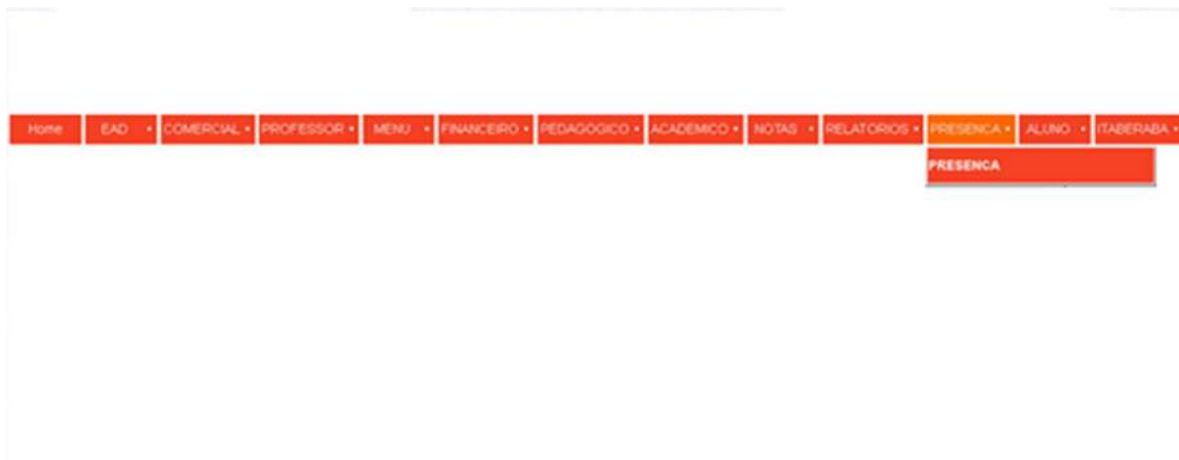 Home EAD COMERCIAL PROFESSOR MENU FINANCEIRO PEDAGOGICO ACADEMICO NOTAS RELATORIOS PRESENCA ALUNO ITABERABA
PRESENCA